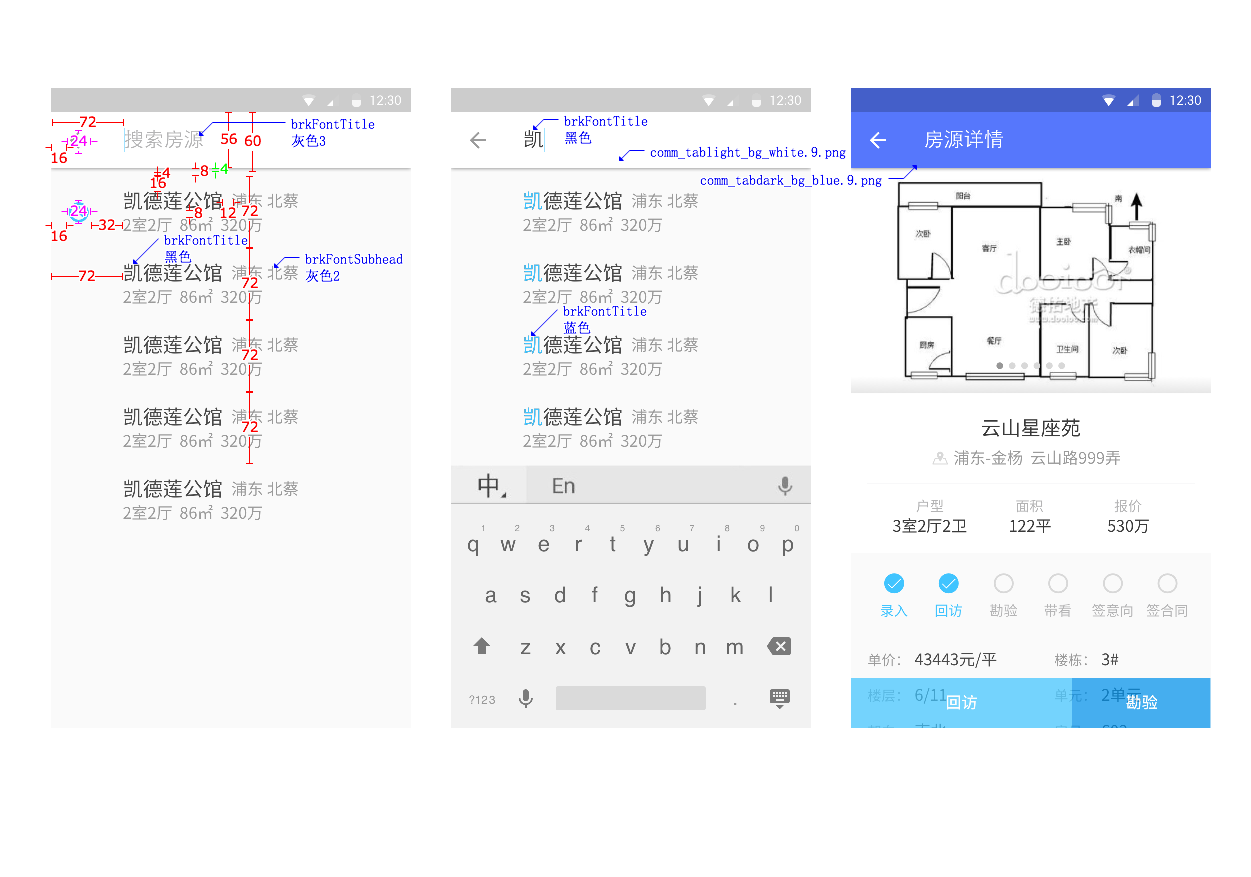 12:30
72
搜索房源
24
16
56
60
brkFontTitle
灰色3
4
16
8
4
凯德莲公馆 浦东 北蔡
2室2厅 86㎡ 320万
24
8
12
72
16
32
brkFontTitle
黑色
72
凯德莲公馆 浦东 北蔡
2室2厅 86㎡ 320万
72
brkFontSubhead
灰色2
凯德莲公馆 浦东 北蔡
2室2厅 86㎡ 320万
72
凯德莲公馆 浦东 北蔡
2室2厅 86㎡ 320万
72
凯德莲公馆 浦东 北蔡
2室2厅 86㎡ 320万
12:30
凯
brkFontTitle
黑色
comm_tablight_bg_white.9.png
凯德莲公馆 浦东 北蔡
2室2厅 86㎡ 320万
凯德莲公馆 浦东 北蔡
2室2厅 86㎡ 320万
brkFontTitle
蓝色
凯德莲公馆 浦东 北蔡
2室2厅 86㎡ 320万
凯德莲公馆 浦东 北蔡
2室2厅 86㎡ 320万
中 En
1 2 3 4 5 6 7 8 9 0
q w e r t y u i o p
a s d f g h j k l
z x c v b n m
?123 .
12:30
房源详情
comm_tabdark_bg_blue.9.png
阳台
南
次卧
客厅
主卧
衣帽间
dooioor®
www.dooioo.com
厨房
餐厅
卫生间
次卧
云山星座苑
浦东-金杨 云山路999弄
户型 面积 报价
3室2厅2卫 122平 530万
录入 回访 勘验 带看 签意向 签合同
单价: 43443元/平 楼栋: 3#
楼层: 6/11 单元: 2单元
回访 勘验